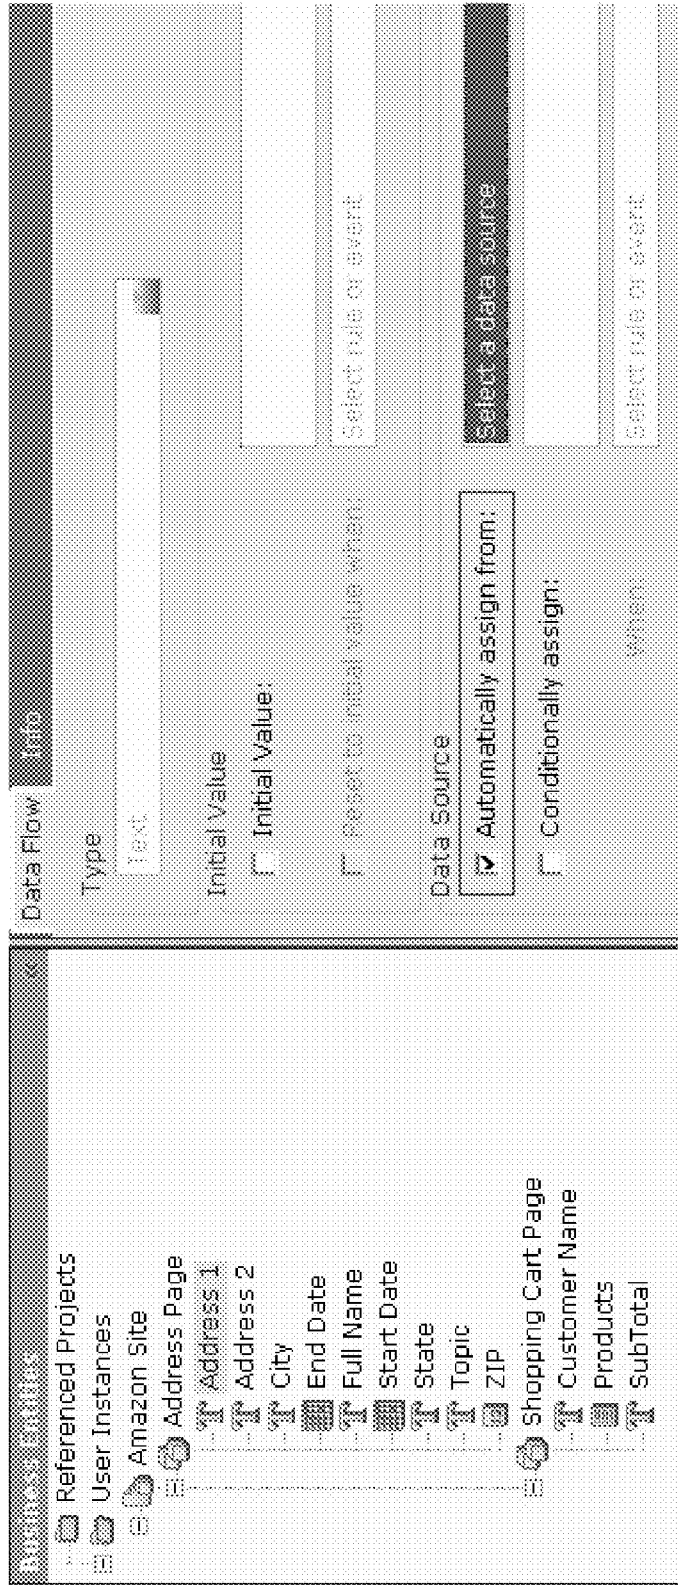 Business Entities
Referenced Projects
User Instances
Amazon Site
Address Page
Address 1
Address 2
City
End Date
Full Name
Start Date
State
Topic
ZIP
Shopping Cart Page
Customer Name
Products
SubTotal
Data Flow Info
Type
Text
Initial Value
Initial Value:
Reset to initial value when: Select rule or event
Data Source
Automatically assign from: Select a data source
Conditionally assign:
When: Select rule or event